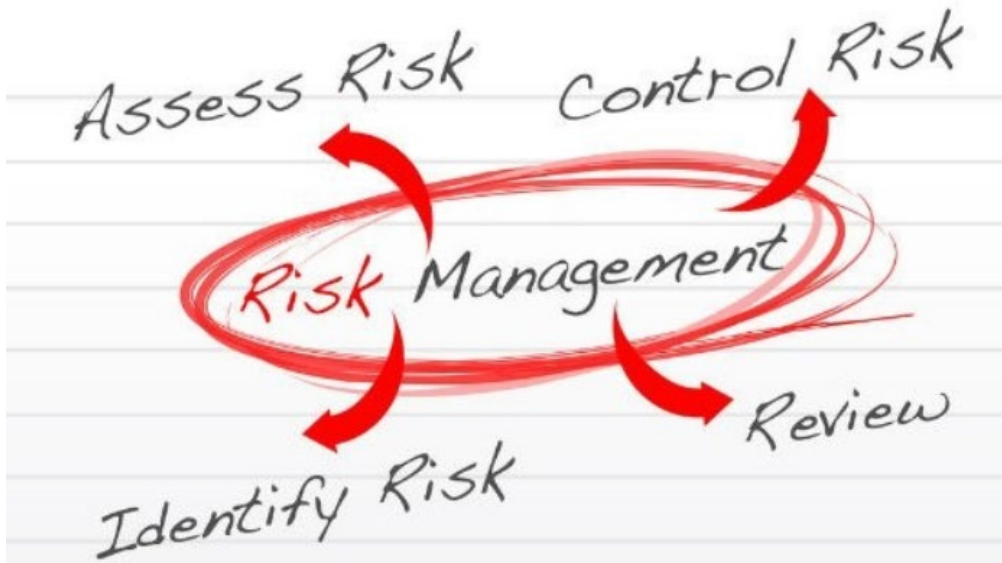 Assess Risk
Control Risk
Risk Management
Identify Risk
Review